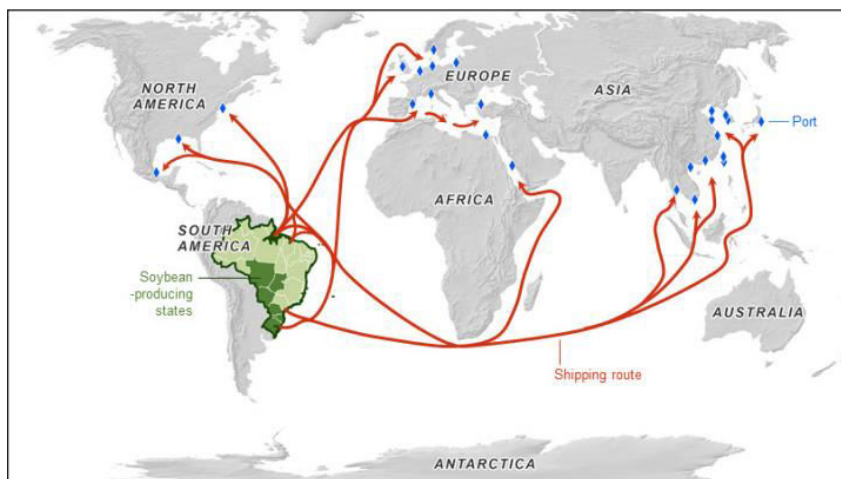 NORTH
AMERICA
EUROPE
ASIA
Port
AFRICA
SOUTH
AMERICA
Soybean
-producing
states
AUSTRALIA
Shipping route
ANTARCTICA